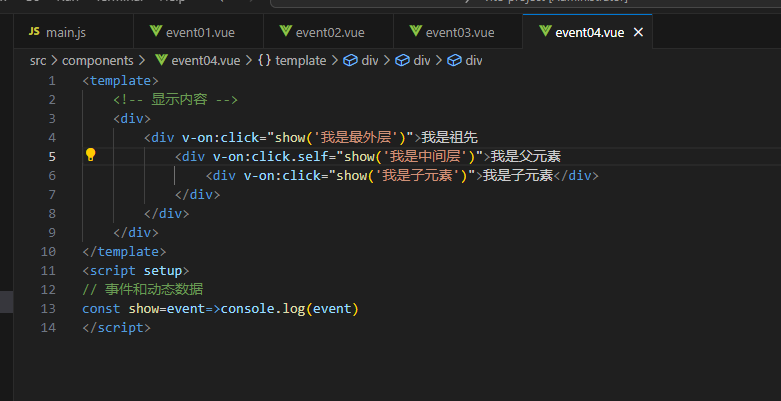 main.js event01.vue event02.vue event03.vue event04.vue
src > components > event04.vue > {} template > div > div > div
1 <template>
2 <!-- 显示内容 -->
3 <div>
4 <div v-on:click="show('我是最外层')">我是祖先
5 <div v-on:click.self="show('我是中间层')">我是父元素
6 <div v-on:click="show('我是子元素')">我是子元素</div>
7 </div>
8 </div>
9 </div>
10 </template>
11 <script setup>
12 // 事件和动态数据
13 const show=event=>console.log(event)
14 </script>